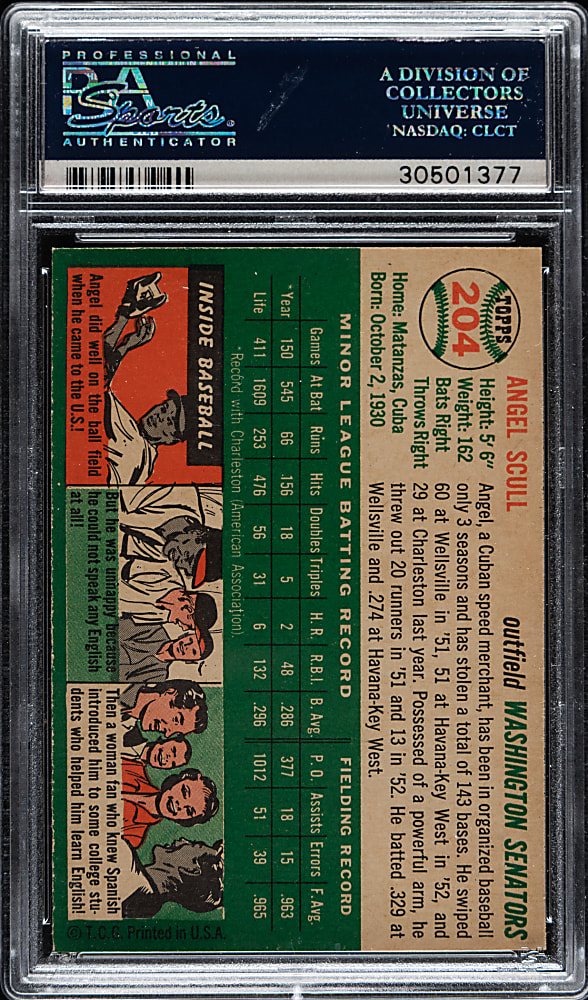 PROFESSIONAL
PSA
Sports®
AUTHENTICATOR
A DIVISION OF
COLLECTORS
UNIVERSE
NASDAQ: CLCT
30501377
TOPPS
204
ANGEL SCULL
outfield WASHINGTON SENATORS
Height: 5' 6"
Weight: 162
Bats Right
Throws Right
Home: Matanzas, Cuba
Born: October 2, 1930
Angel, a Cuban speed merchant, has been in organized baseball
only 3 seasons and has stolen a total of 143 bases. He swiped
60 at Wellsville in '51, 51 at Havana-Key West in '52, and
29 at Charleston last year. Possessed of a powerful arm, he
threw out 20 runners in '51 and 13 in '52. He batted .329 at
Wellsville and .274 at Havana-Key West.
MINOR LEAGUE BATTING RECORD FIELDING RECORD
Games At Bat Runs Hits Doubles Triples H.R. R.B.I. B. Avg. P.O. Assists Errors F. Avg.
*Year 150 545 66 .156 18 5 2 48 .286 377 18 15 .963
Life 411 1609 253 476 56 31 6 132 .296 1012 51 39 .965
*Record with Charleston (American Association).
INSIDE BASEBALL
Angel did well on the ball field
when he came to the U.S.!
But he was unhappy because
he could not speak any English
at all!
Then a woman fan who knew Spanish
introduced him to some college stu-
dents who helped him learn English!
© T.C.G. Printed in U.S.A.